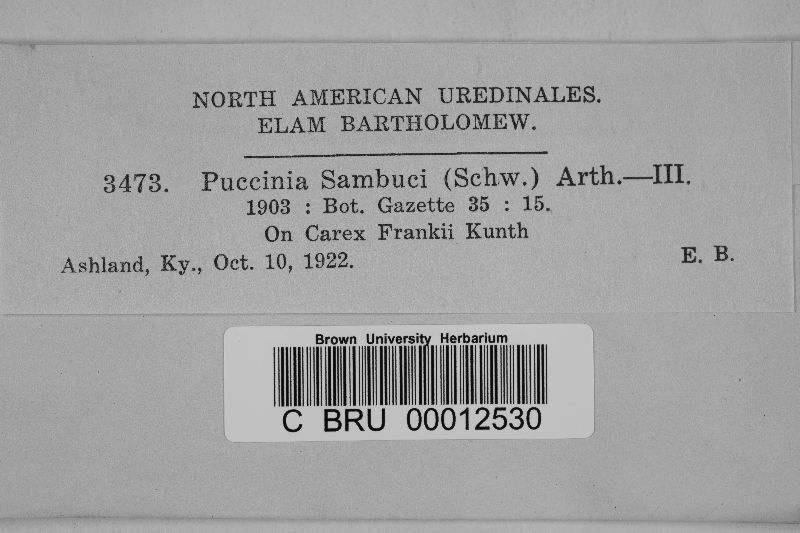 NORTH AMERICAN UREDINALES.
ELAM BARTHOLOMEW.
3473. Puccinia Sambuci (Schw.) Arth.—III.
1903 : Bot. Gazette 35 : 15.
On Carex Frankii Kunth
Ashland, Ky., Oct. 10, 1922. E. B.
Brown University Herbarium
C BRU 00012530